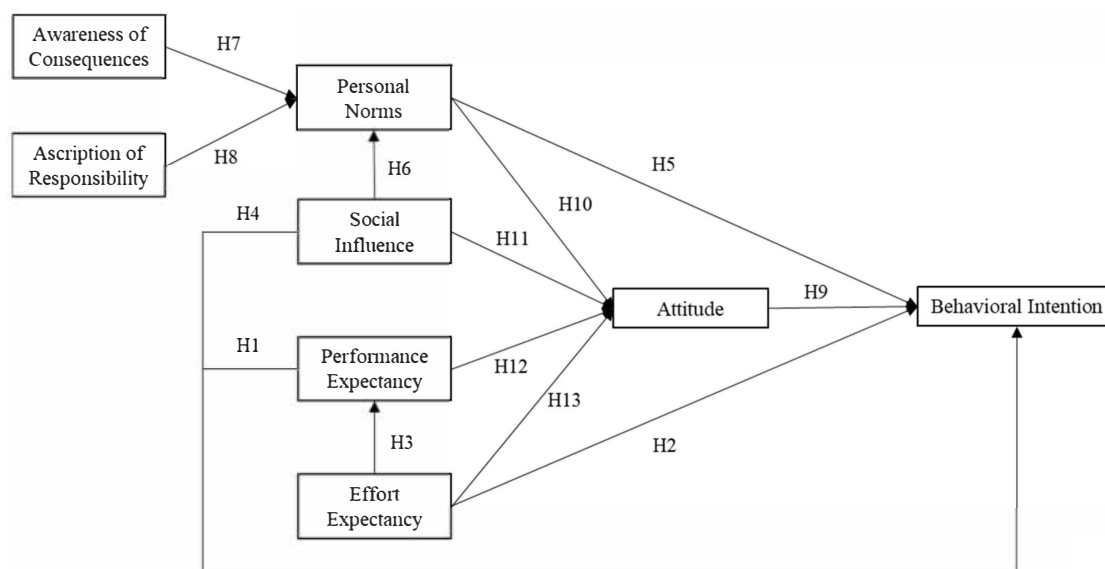 Awareness of
Consequences
H7
Personal
Norms
Ascription of
Responsibility
H8
H6
H5
H4
Social
Influence
H10
H11
Attitude
H9
Behavioral Intention
H1
Performance
Expectancy
H12
H13
H3
H2
Effort
Expectancy